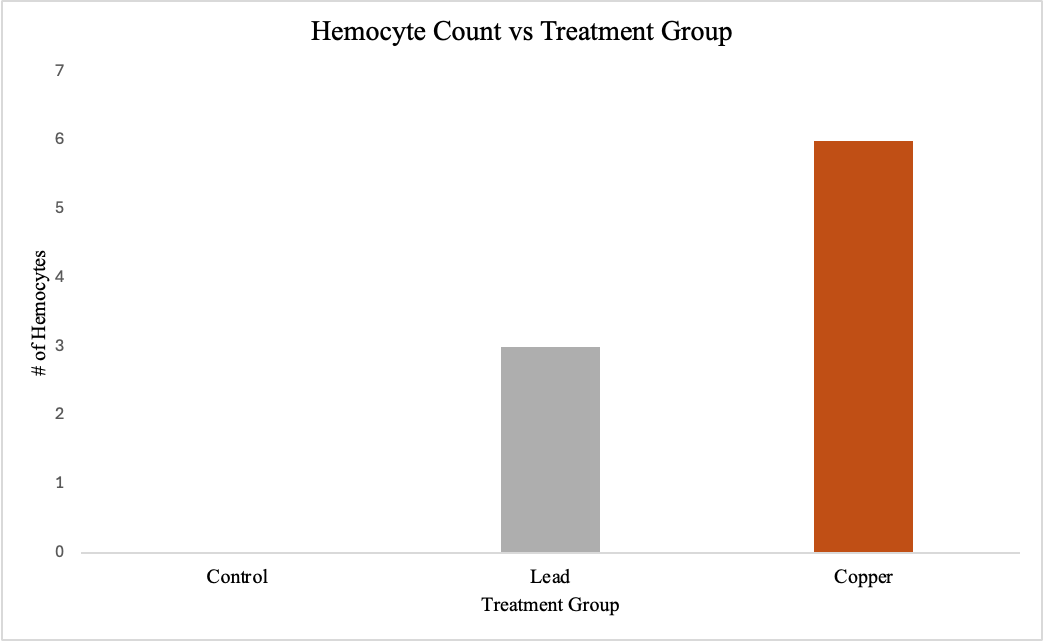 Hemocyte Count vs Treatment Group
7
6
5
4
3
2
1
0
# of Hemocytes
Control
Lead
Copper
Treatment Group